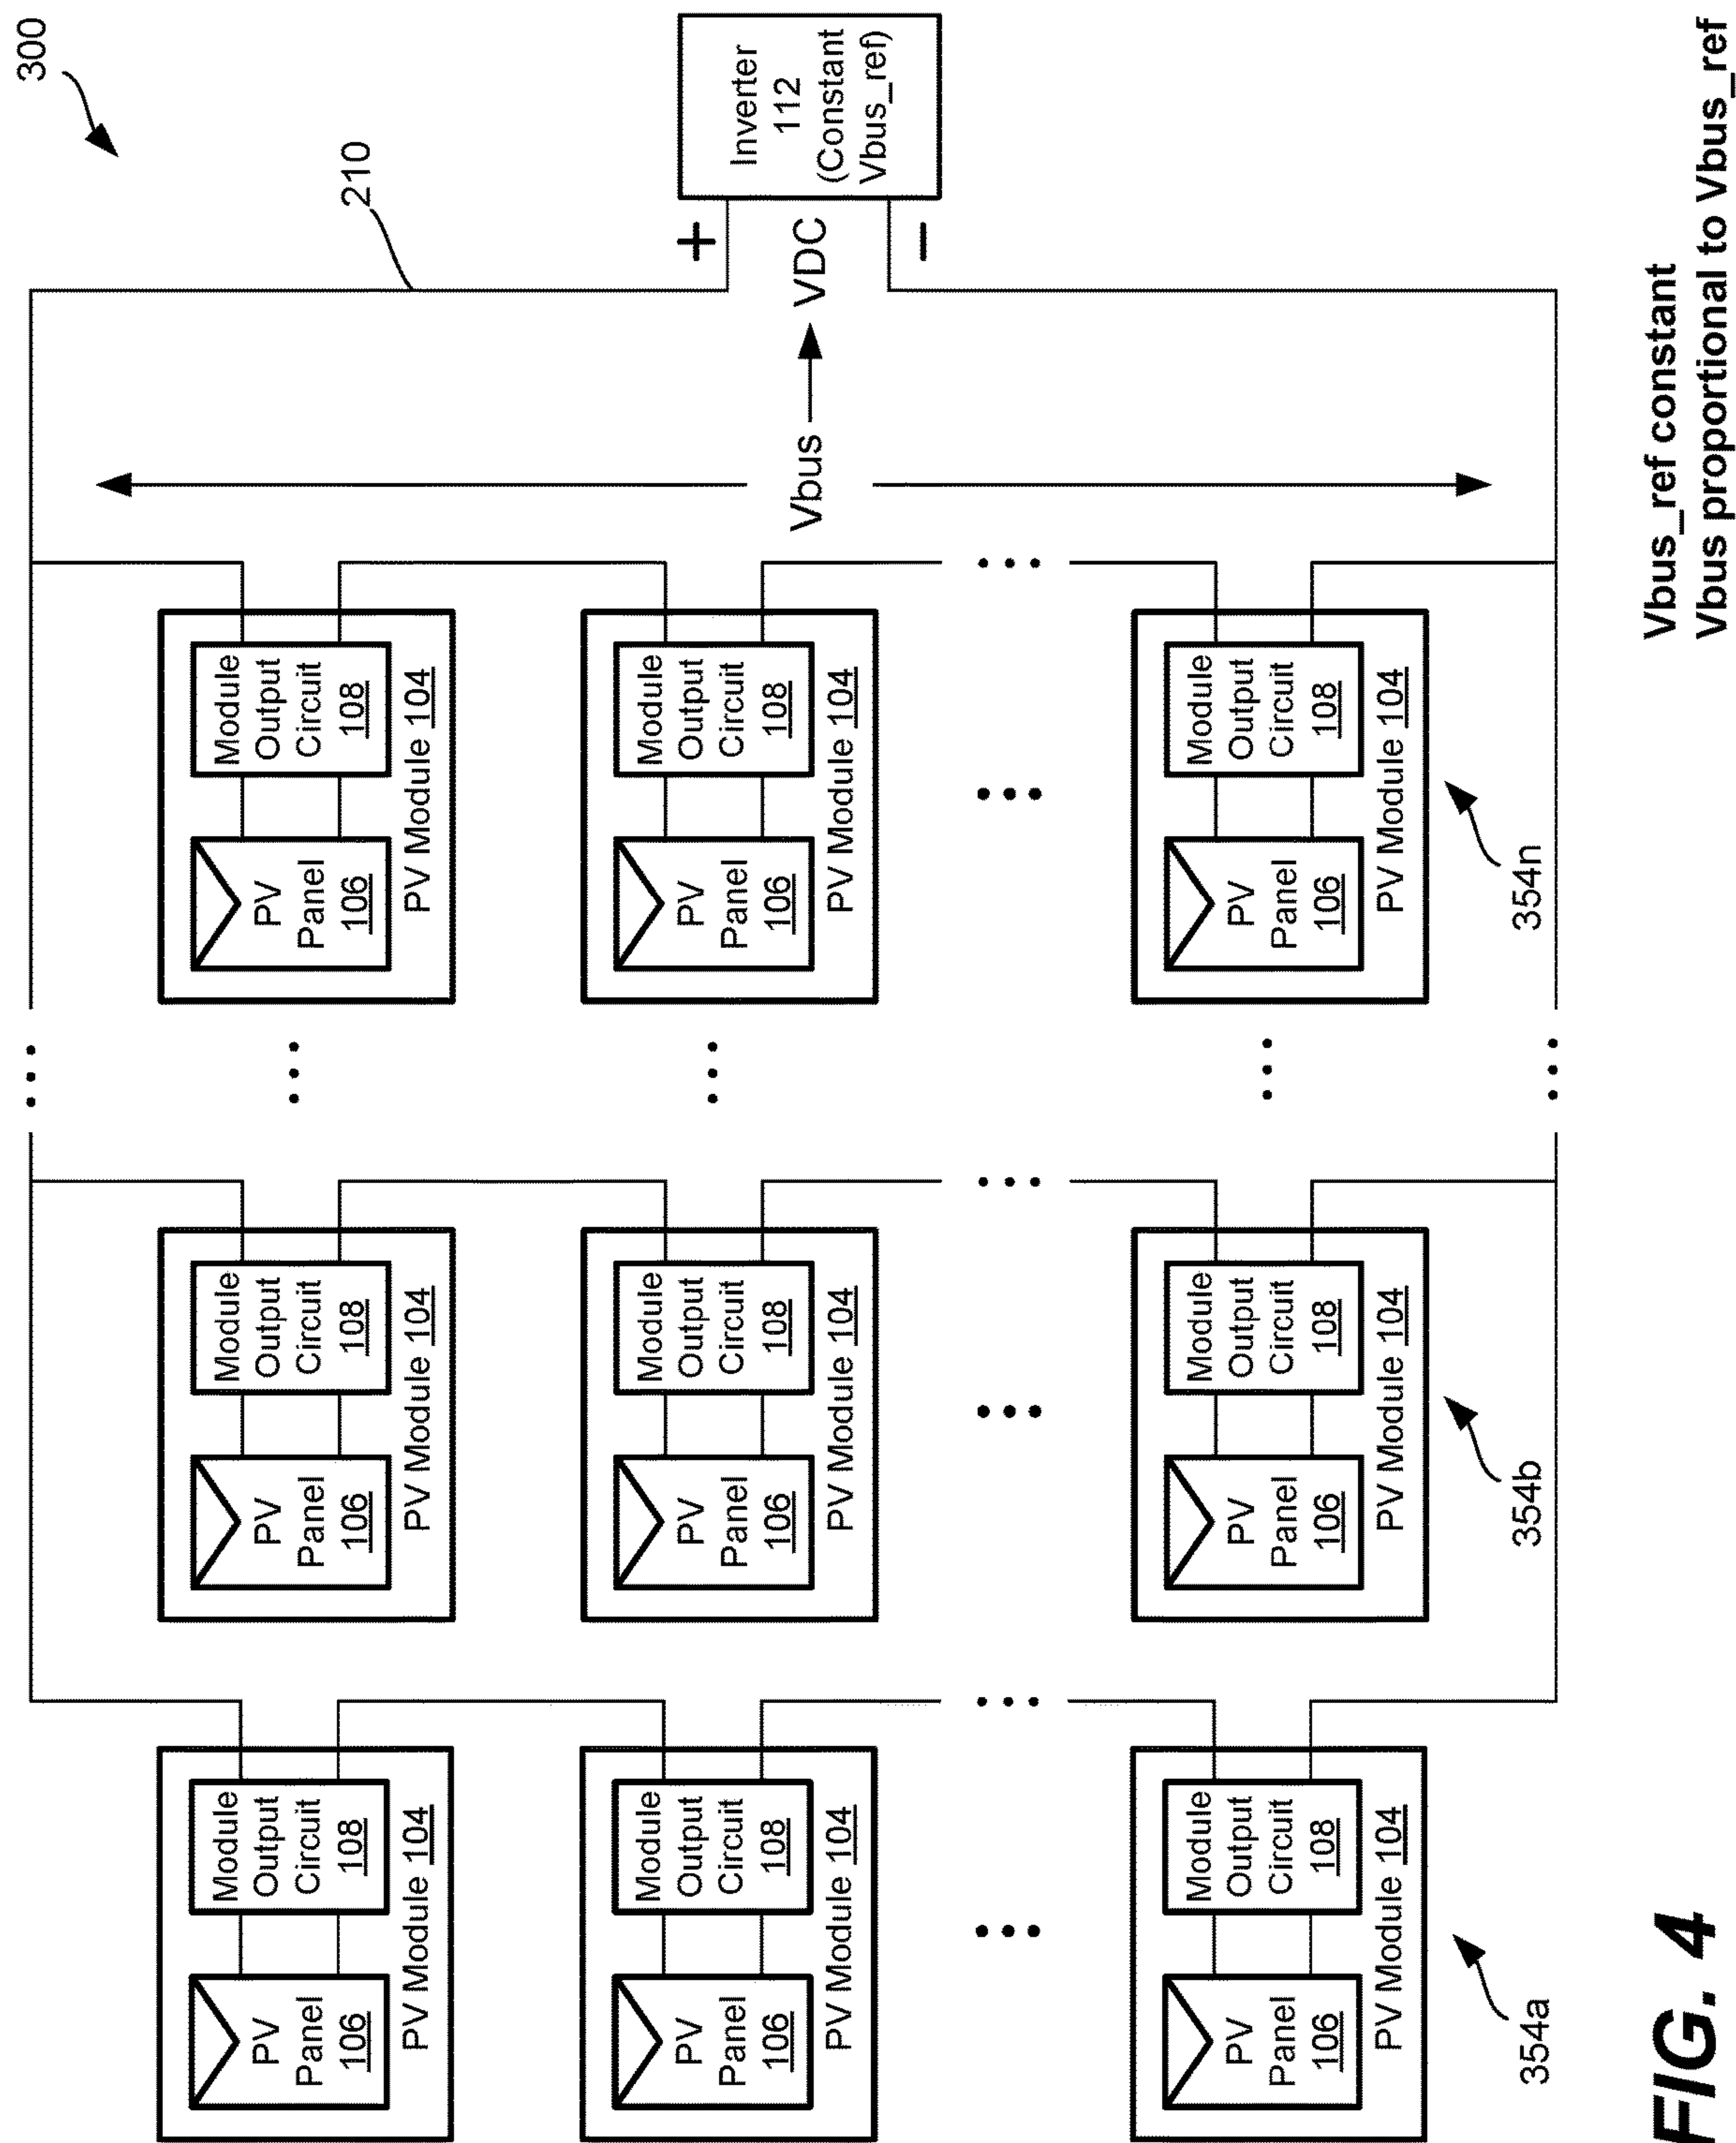 300
210
Inverter
112
(Constant
Vbus_ref)
+
VDC
–
Vbus
Module
Output
Circuit
108
PV
Panel
106
PV Module 104
Module
Output
Circuit
108
PV
Panel
106
PV Module 104
Module
Output
Circuit
108
PV
Panel
106
PV Module 104
Module
Output
Circuit
108
PV
Panel
106
PV Module 104
Module
Output
Circuit
108
PV
Panel
106
PV Module 104
Module
Output
Circuit
108
PV
Panel
106
PV Module 104
Module
Output
Circuit
108
PV
Panel
106
PV Module 104
Module
Output
Circuit
108
PV
Panel
106
PV Module 104
Module
Output
Circuit
108
PV
Panel
106
PV Module 104
354a
354b
354n
Vbus_ref constant
Vbus proportional to Vbus_ref
FIG. 4